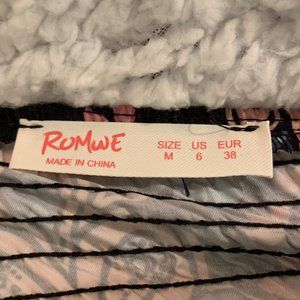 ROMWE
MADE IN CHINA
SIZE US EUR
M 6 38